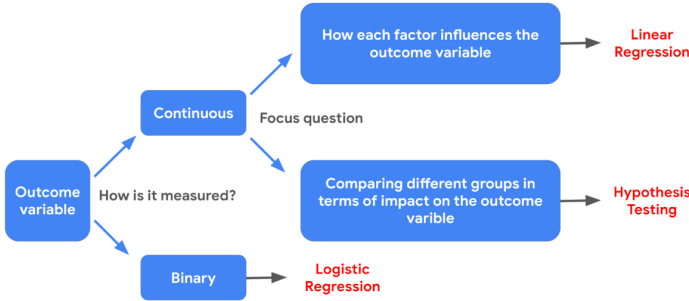 How each factor influences the
outcome variable
Linear
Regression
Continuous
Focus question
Outcome
variable
How is it measured?
Comparing different groups in
terms of impact on the outcome
varible
Hypothesis
Testing
Binary
Logistic
Regression